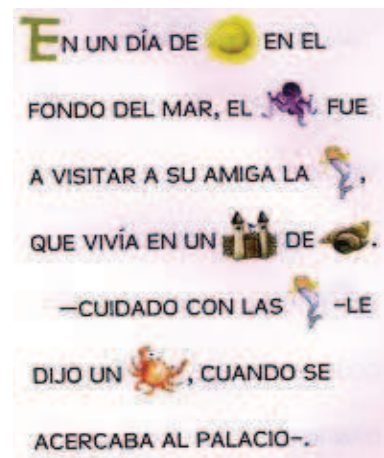 EN UN DÍA DE EN EL
FONDO DEL MAR, EL FUE
A VISITAR A SU AMIGA LA ,
QUE VIVÍA EN UN DE .
–CUIDADO CON LAS –LE
DIJO UN , CUANDO SE
ACERCABA AL PALACIO–.